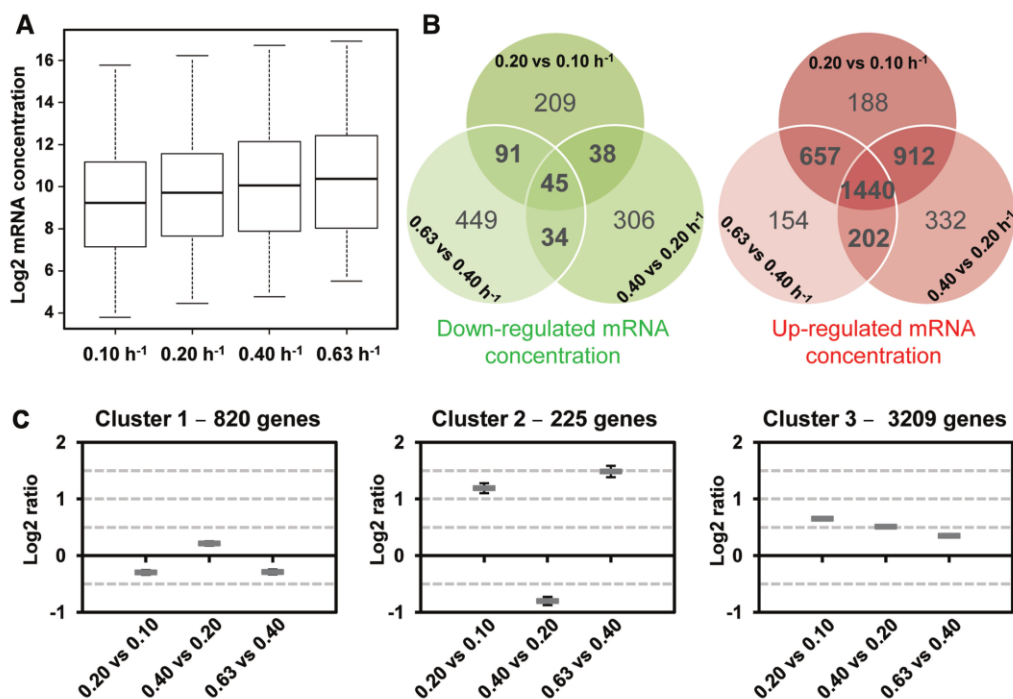 A
Log2 mRNA concentration
16
14
12
10
8
6
4
0.10 h⁻¹ 0.20 h⁻¹ 0.40 h⁻¹ 0.63 h⁻¹
B
0.20 vs 0.10 h⁻¹
209
91 38
45
449 306
34
0.63 vs 0.40 h⁻¹
0.40 vs 0.20 h⁻¹
Down-regulated mRNA
concentration
0.20 vs 0.10 h⁻¹
188
657 912
1440
154 332
202
0.63 vs 0.40 h⁻¹
0.40 vs 0.20 h⁻¹
Up-regulated mRNA
concentration
C
Cluster 1 – 820 genes
Log2 ratio
2
1
0
-1
0.20 vs 0.10
0.40 vs 0.20
0.63 vs 0.40
Cluster 2 – 225 genes
Log2 ratio
2
1
0
-1
0.20 vs 0.10
0.40 vs 0.20
0.63 vs 0.40
Cluster 3 – 3209 genes
Log2 ratio
2
1
0
-1
0.20 vs 0.10
0.40 vs 0.20
0.63 vs 0.40